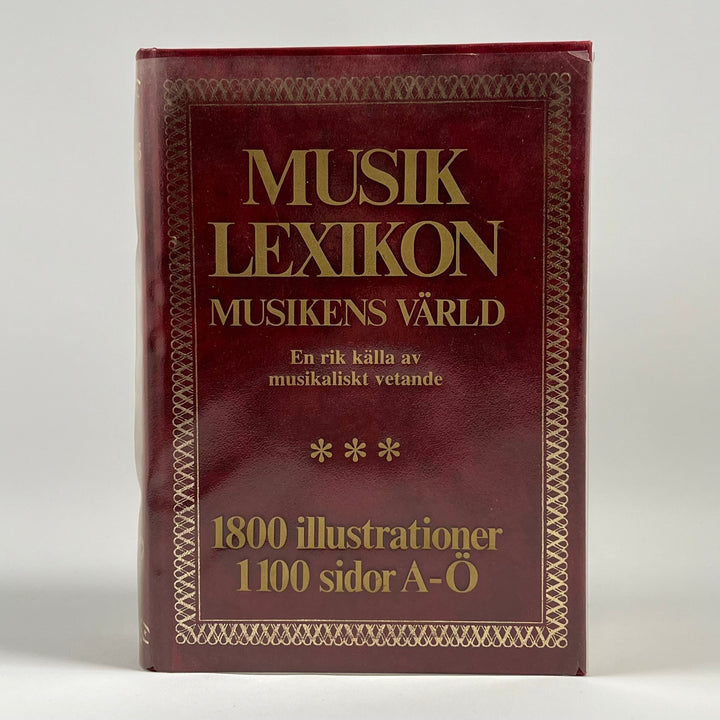 MUSIK
LEXIKON
MUSIKENS VÄRLD
En rik källa av
musikaliskt vetande
* * *
1800 illustrationer
1100 sidor A-Ö